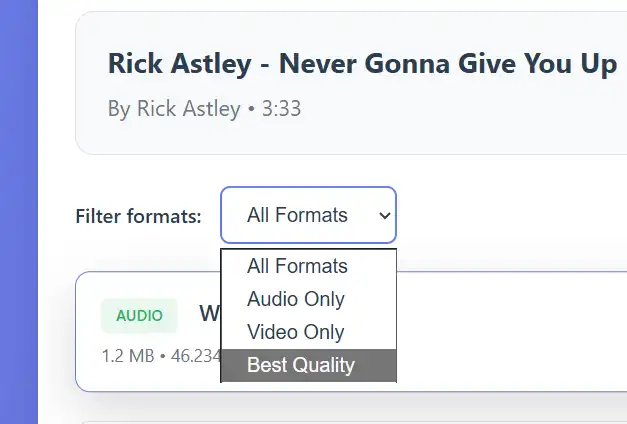 Rick Astley - Never Gonna Give You Up
By Rick Astley • 3:33
Filter formats: All Formats
All Formats
Audio Only
Video Only
Best Quality
AUDIO
1.2 MB • 46.234